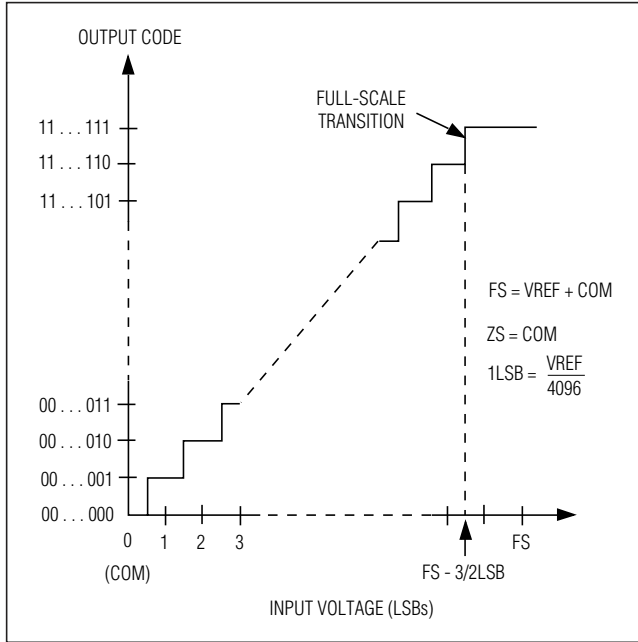 OUTPUT CODE
FULL-SCALE
TRANSITION
11 . . . 111
11 . . . 110
11 . . . 101
FS = VREF + COM
ZS = COM
1LSB = VREF
4096
00 . . . 011
00 . . . 010
00 . . . 001
00 . . . 000
0 1 2 3 FS
(COM) FS - 3/2LSB
INPUT VOLTAGE (LSBs)